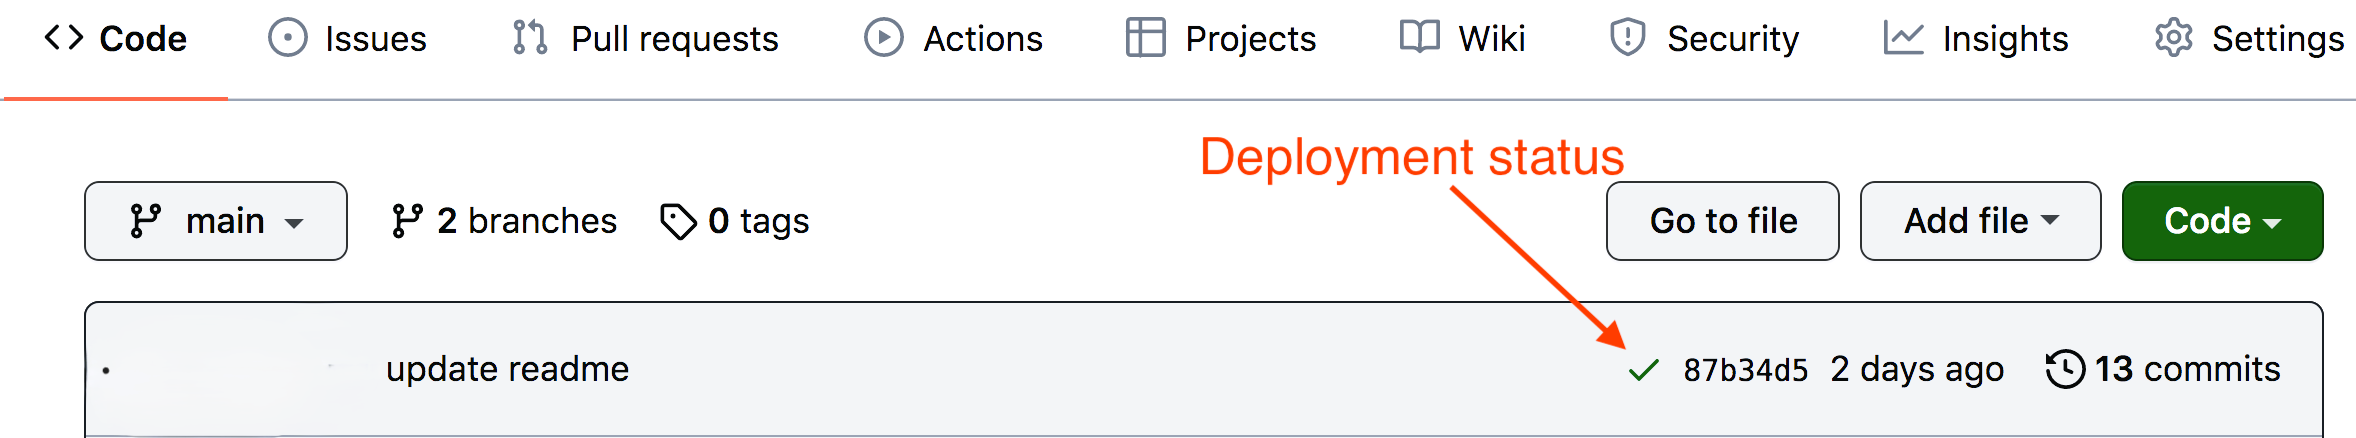 Code Issues Pull requests Actions Projects Wiki Security Insights Settings
Deployment status
main 2 branches 0 tags Go to file Add file Code
update readme 87b34d5 2 days ago 13 commits